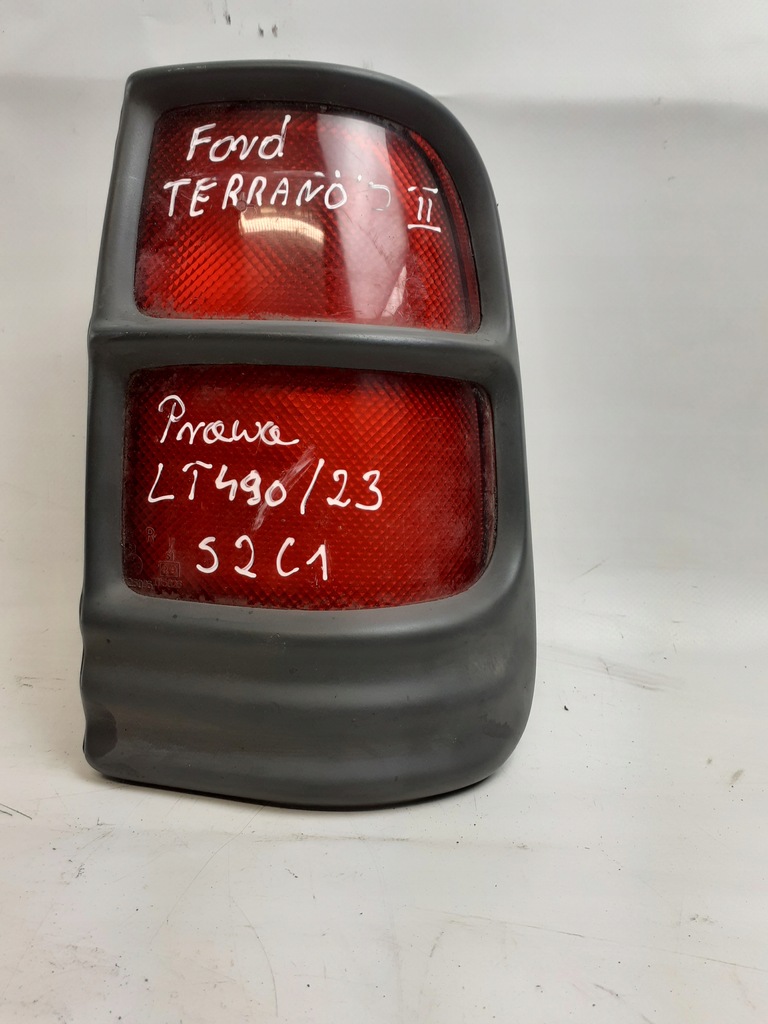 Ford
TERRANO II
Prawa
LT490/23
S2C1